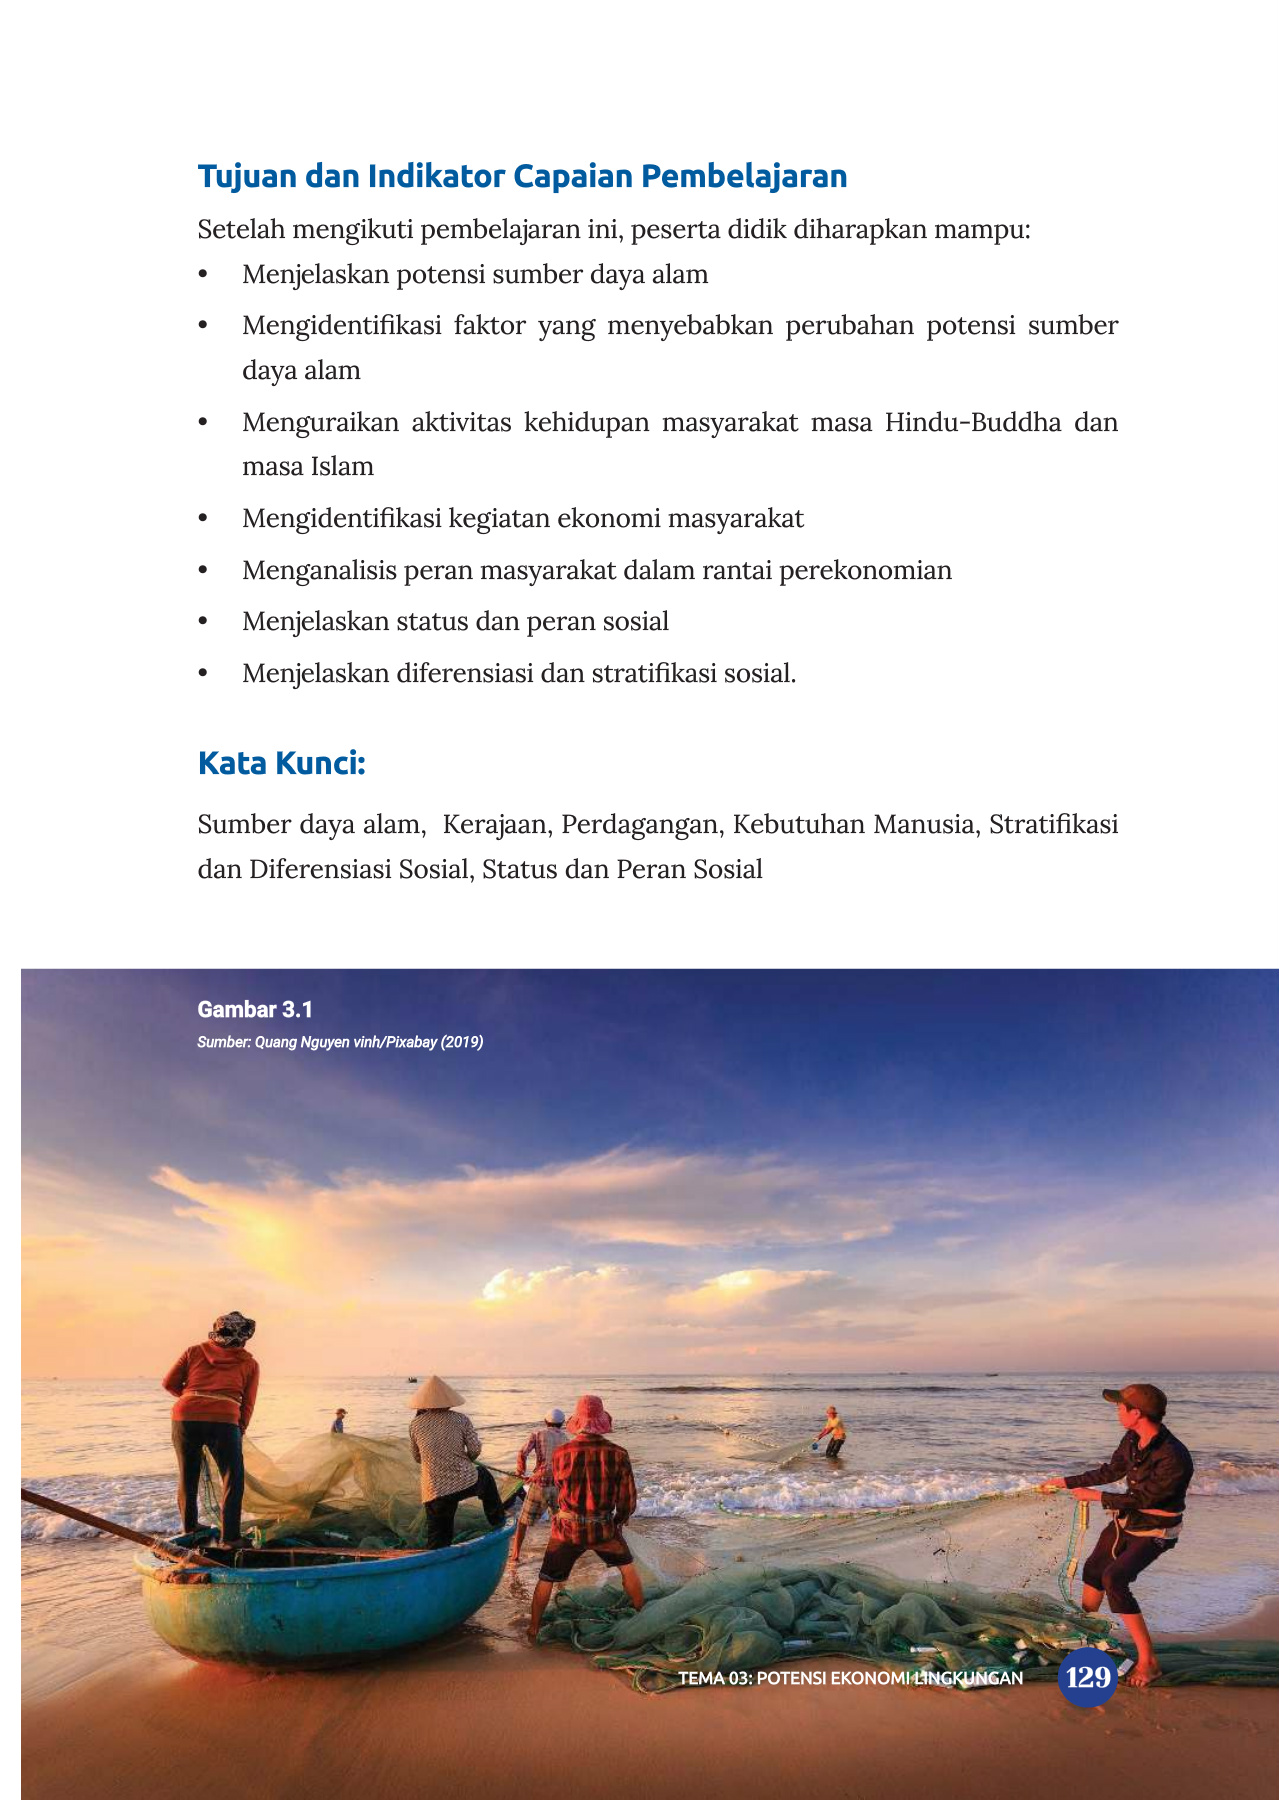 Tujuan dan Indikator Capaian Pembelajaran
Setelah mengikuti pembelajaran ini, peserta didik diharapkan mampu:
• Menjelaskan potensi sumber daya alam
• Mengidentifikasi faktor yang menyebabkan perubahan potensi sumber
daya alam
• Menguraikan aktivitas kehidupan masyarakat masa Hindu-Buddha dan
masa Islam
• Mengidentifikasi kegiatan ekonomi masyarakat
• Menganalisis peran masyarakat dalam rantai perekonomian
• Menjelaskan status dan peran sosial
• Menjelaskan diferensiasi dan stratifikasi sosial.
Kata Kunci:
Sumber daya alam, Kerajaan, Perdagangan, Kebutuhan Manusia, Stratifikasi
dan Diferensiasi Sosial, Status dan Peran Sosial
Gambar 3.1
Sumber: Quang Nguyen vinh/Pixabay (2019)
TEMA 03: POTENSI EKONOMI LINGKUNGAN 129